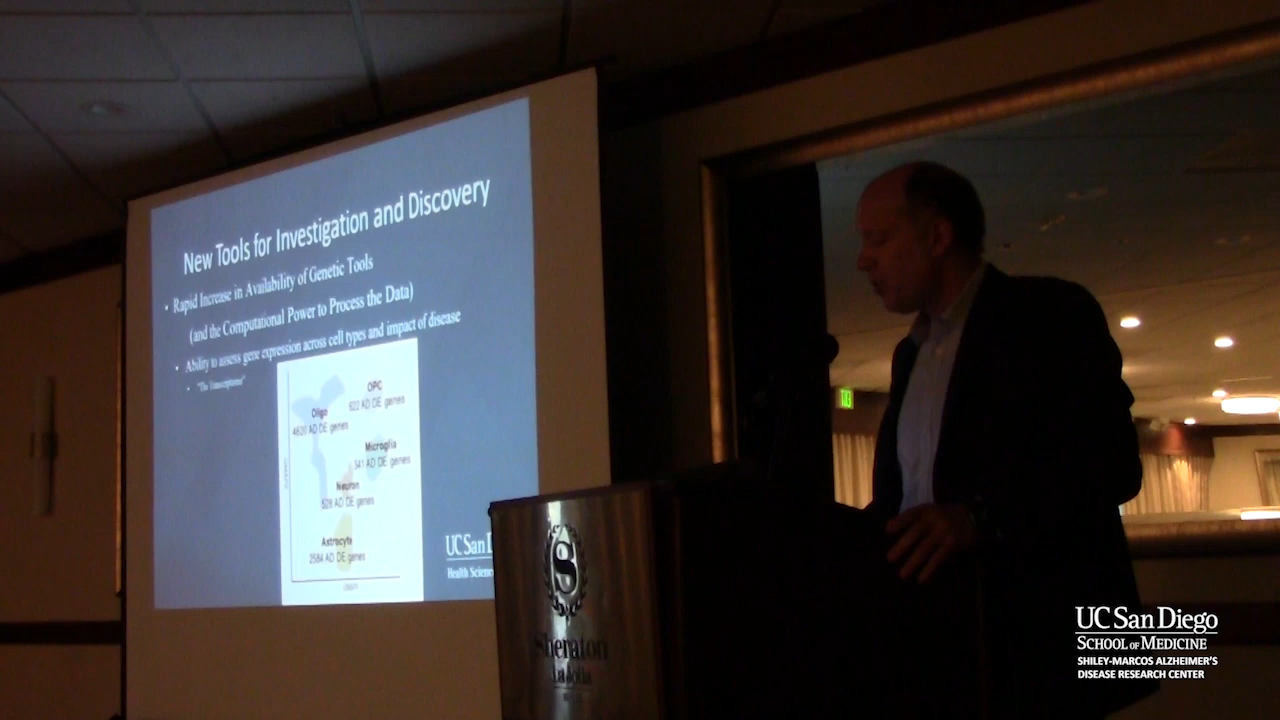 New Tools for Investigation and Discovery
• Rapid Increase in Availability of Genetic Tools
(and the Computational Power to Process the Data)
• Ability to assess gene expression across cell types and impact of disease
• "The Transcriptome"
OPC
622 AD DE genes
Oligo
AD DE genes
Microglia
341 AD DE genes
Neuron
AD DE genes
Astrocyte
2584 AD DE genes
UC San D
Health Scienc
S
Sheraton
La Jolla
UC San Diego
SCHOOL OF MEDICINE
SHILEY-MARCOS ALZHEIMER'S
DISEASE RESEARCH CENTER